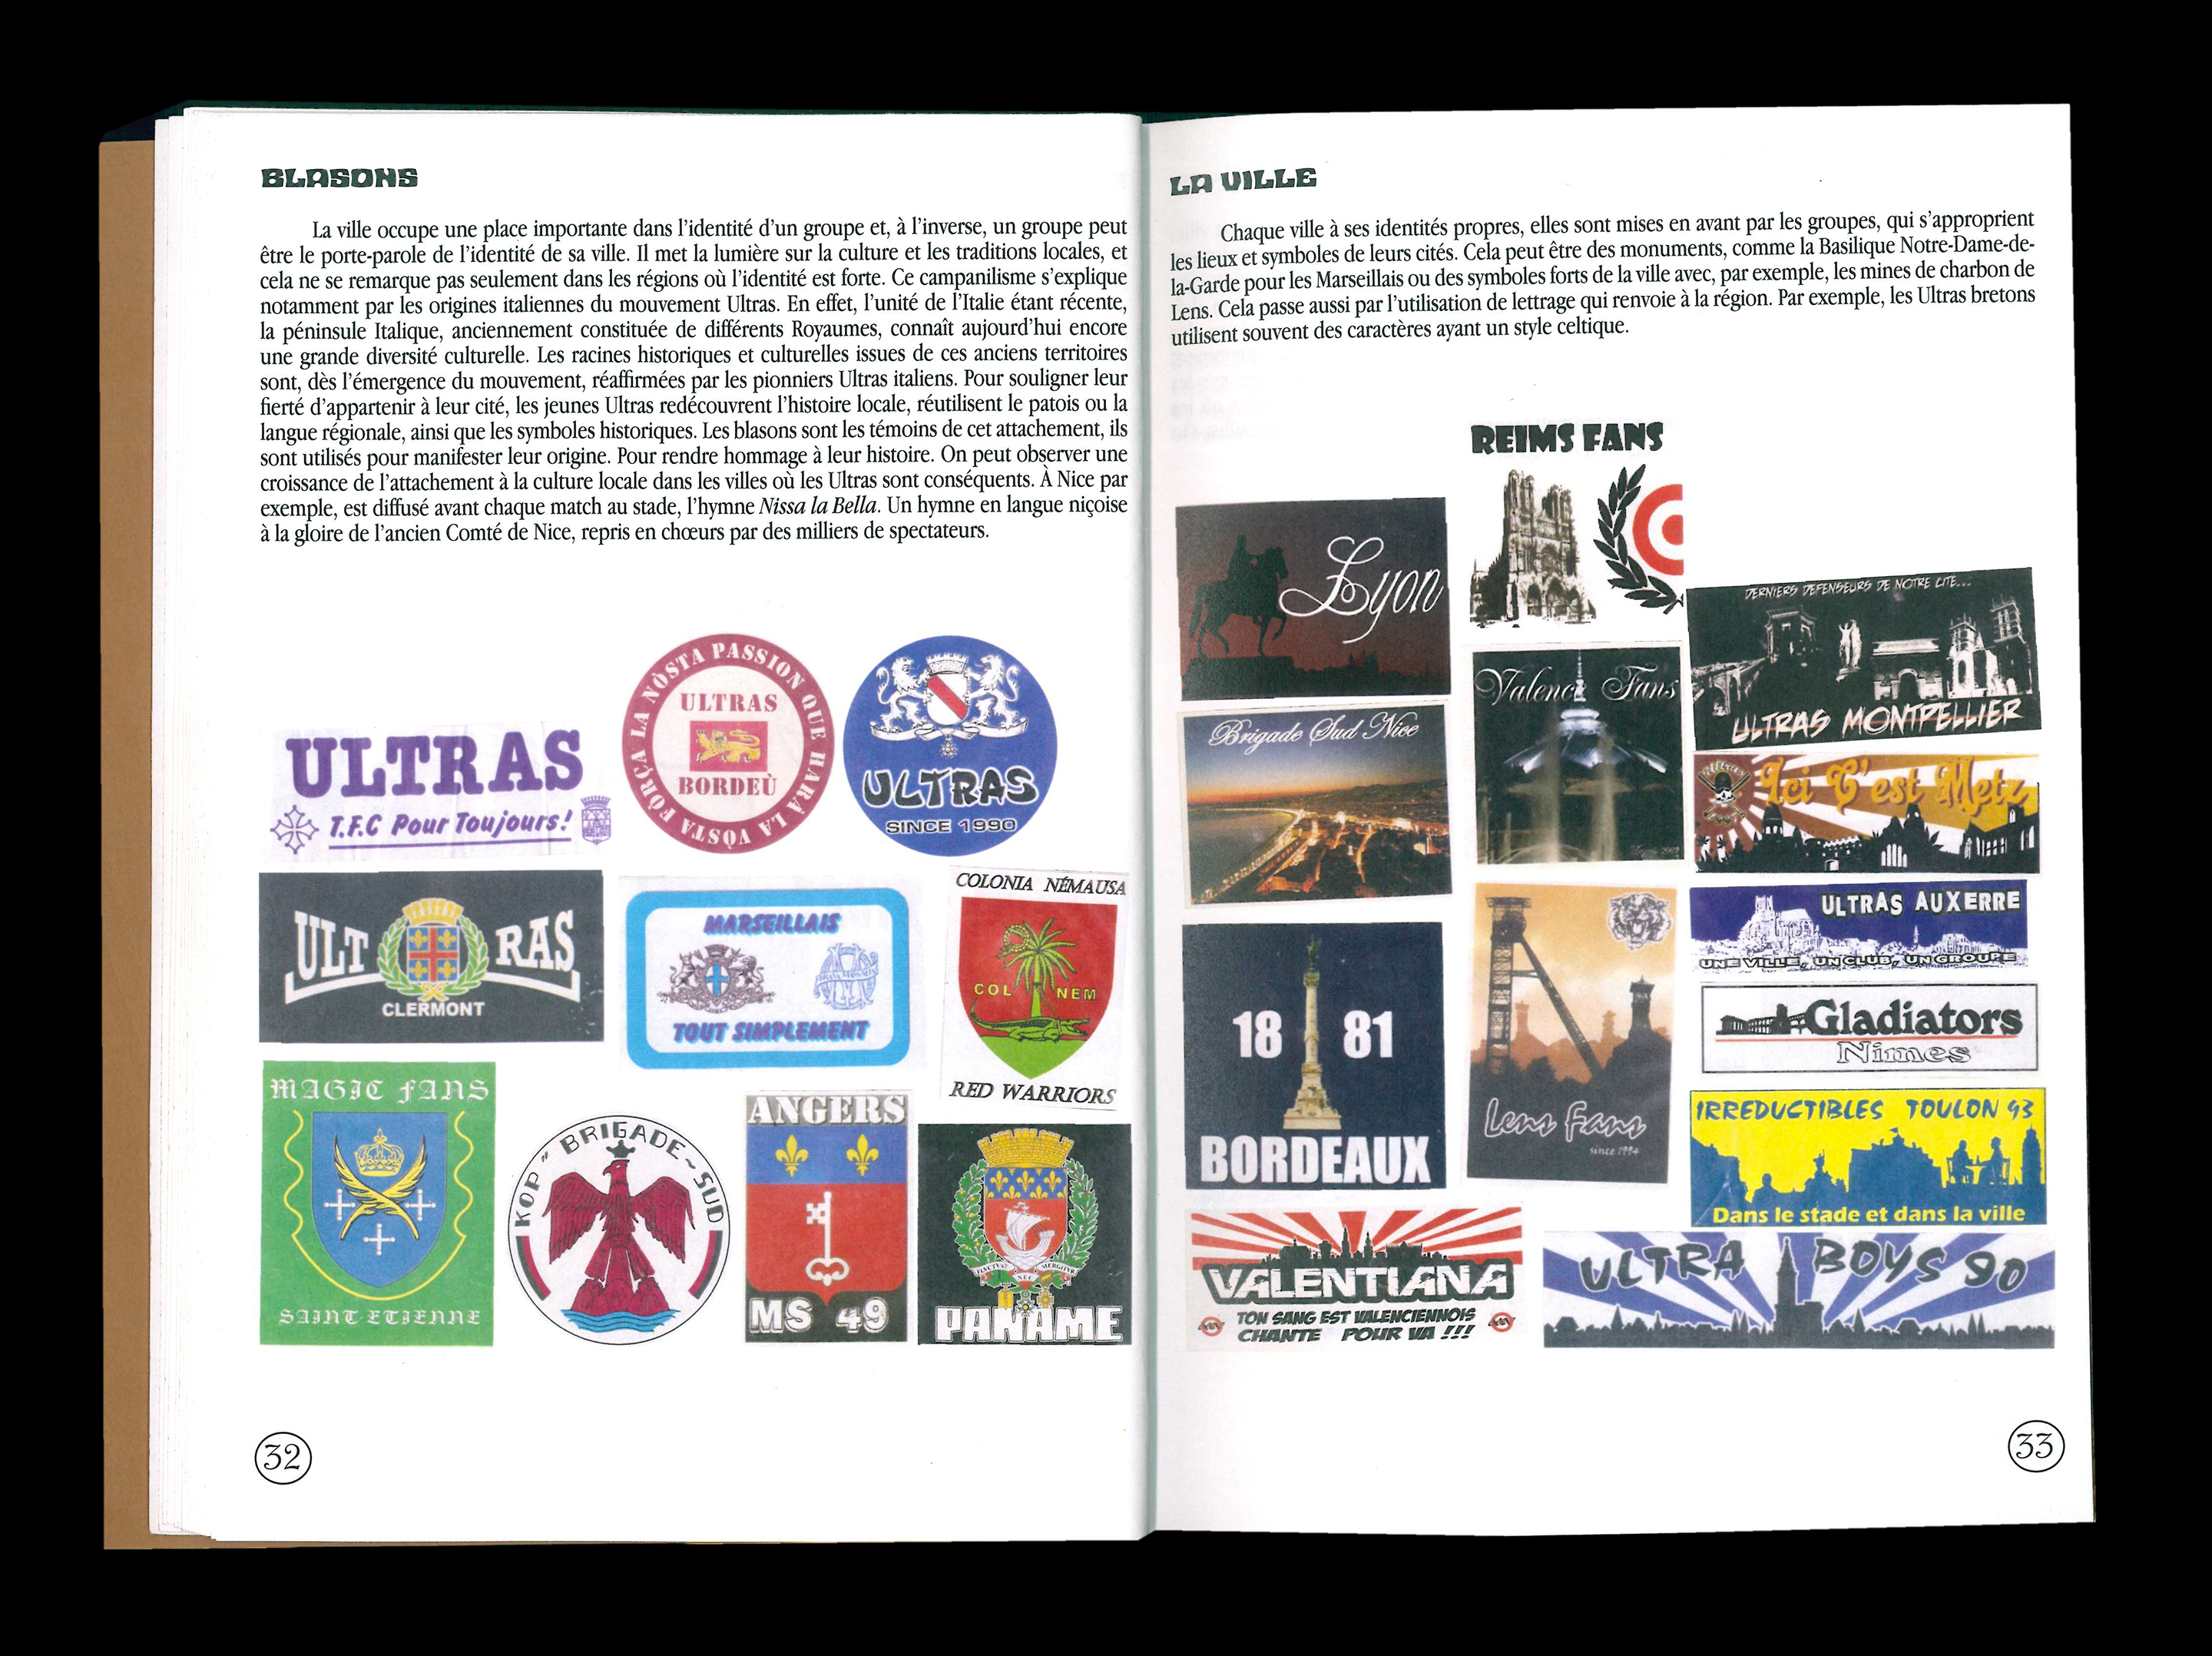 BLASONS
La ville occupe une place importante dans l'identité d'un groupe et, à l'inverse, un groupe peut
être le porte-parole de l'identité de sa ville. Il met la lumière sur la culture et les traditions locales, et
cela ne se remarque pas seulement dans les régions où l'identité est forte. Ce campanilisme s'explique
notamment par les origines italiennes du mouvement Ultras. En effet, l'unité de l'Italie étant récente,
la péninsule Italique, anciennement constituée de différents Royaumes, connaît aujourd'hui encore
une grande diversité culturelle. Les racines historiques et culturelles issues de ces anciens territoires
sont, dès l'émergence du mouvement, réaffirmées par les pionniers Ultras italiens. Pour souligner leur
fierté d'appartenir à leur cité, les jeunes Ultras redécouvrent l'histoire locale, réutilisent le patois ou la
langue régionale, ainsi que les symboles historiques. Les blasons sont les témoins de cet attachement, ils
sont utilisés pour manifester leur origine. Pour rendre hommage à leur histoire. On peut observer une
croissance de l'attachement à la culture locale dans les villes où les Ultras sont conséquents. À Nice par
exemple, est diffusé avant chaque match au stade, l'hymne Nissa la Bella. Un hymne en langue niçoise
à la gloire de l'ancien Comté de Nice, repris en chœurs par des milliers de spectateurs.
ULTRAS
T.F.C Pour Toujours!
FÒRÇA LA NÒSTA PASSION QUE HARÀ LA VÒSTA
ULTRAS
BORDEÙ
ULTRAS
SINCE 1990
ULT RAS
CLERMONT
MARSEILLAIS
TOUT SIMPLEMENT
COLONIA NÉMAUSA
COL NEM
RED WARRIORS
MAGIC FANS
SAINT-ETIENNE
KOP " BRIGADE~SUD
ANGERS
MS 49
FLUCTUAT NEC MERGITUR
PANAME
32
LA VILLE
Chaque ville à ses identités propres, elles sont mises en avant par les groupes, qui s'approprient
les lieux et symboles de leurs cités. Cela peut être des monuments, comme la Basilique Notre-Dame-de-
la-Garde pour les Marseillais ou des symboles forts de la ville avec, par exemple, les mines de charbon de
Lens. Cela passe aussi par l'utilisation de lettrage qui renvoie à la région. Par exemple, les Ultras bretons
utilisent souvent des caractères ayant un style celtique.
REIMS FANS
Lyon
Valence Fans
DERNIERS DEFENSEURS DE NOTRE CITE...
ULTRAS MONTPELLIER
Brigade Sud Nice
Ici C'est Metz
ULTRAS AUXERRE
UNE VILLE, UN CLUB, UN GROUPE
18 81
BORDEAUX
Lens Fans
since 1994
Gladiators
Nimes
IRREDUCTIBLES TOULON 93
Dans le stade et dans la ville
VALENTIANA
TON SANG EST VALENCIENNOIS
CHANTE POUR VA !!!
ULTRA BOYS 90
33